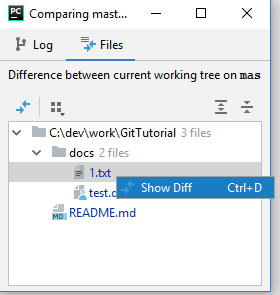 PC Comparing mast...
Log Files
Difference between current working tree on mas
C:\dev\work\GitTutorial 3 files
docs 2 files
1.txt
Show Diff Ctrl+D
test.
README.md
MD